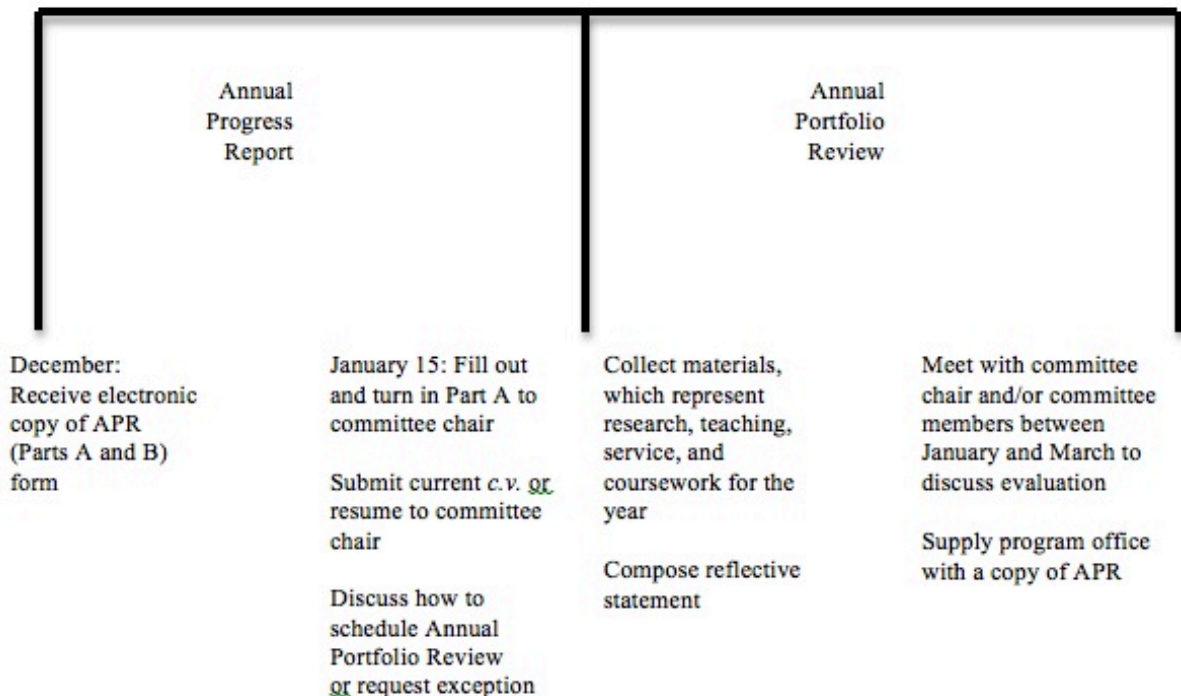 Annual
Progress
Report
Annual
Portfolio
Review
December:
Receive electronic
copy of APR
(Parts A and B)
form
January 15: Fill out
and turn in Part A to
committee chair
Submit current c.v. or
resume to committee
chair
Discuss how to
schedule Annual
Portfolio Review
or request exception
Collect materials,
which represent
research, teaching,
service, and
coursework for the
year
Compose reflective
statement
Meet with committee
chair and/or committee
members between
January and March to
discuss evaluation
Supply program office
with a copy of APR